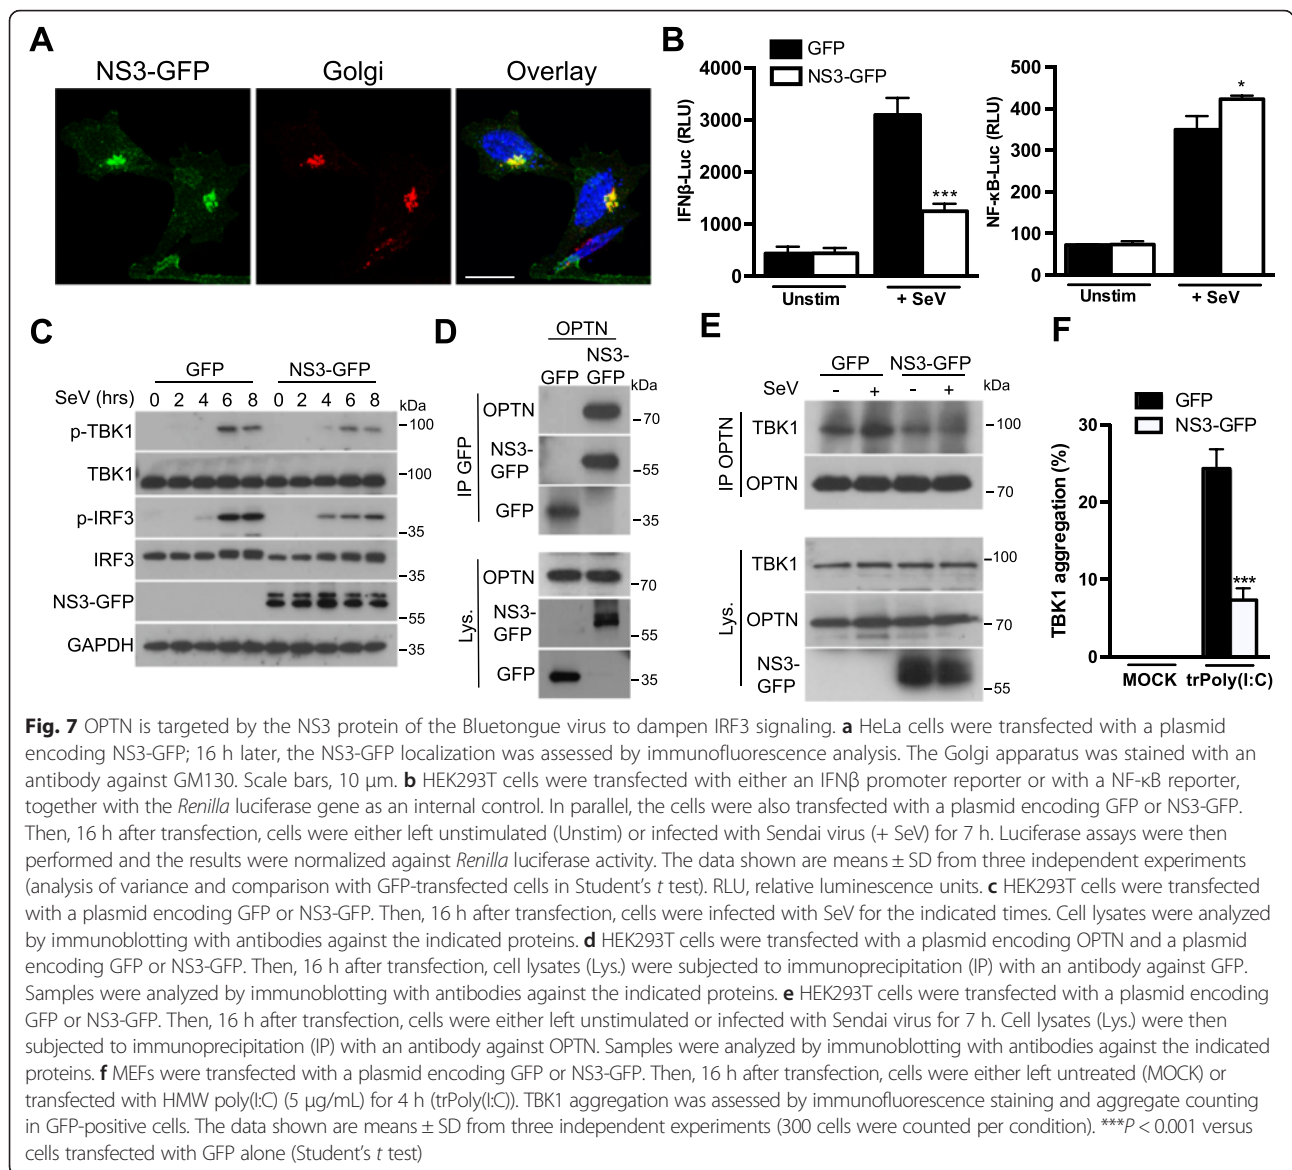 A
NS3-GFP
Golgi
Overlay
B
GFP
NS3-GFP
IFNβ-Luc (RLU)
4000
3000
2000
1000
0
Unstim
+ SeV
***
NF-κB-Luc (RLU)
500
400
300
200
100
0
Unstim
+ SeV
*
C
GFP
NS3-GFP
SeV (hrs)
0 2 4 6 8 0 2 4 6 8
kDa
p-TBK1
–100
TBK1
–100
p-IRF3
–35
IRF3
–35
NS3-GFP
–55
GAPDH
–35
D
OPTN
GFP
NS3-
GFP
kDa
IP GFP
OPTN
–70
NS3-
GFP
–55
GFP
–35
Lys.
OPTN
–70
NS3-
GFP
–55
GFP
–35
E
GFP
NS3-GFP
SeV
- + - +
kDa
IP OPTN
TBK1
–100
OPTN
–70
Lys.
TBK1
–100
OPTN
–70
NS3-
GFP
–55
F
GFP
NS3-GFP
TBK1 aggregation (%)
30
20
10
0
***
MOCK
trPoly(I:C)
Fig. 7 OPTN is targeted by the NS3 protein of the Bluetongue virus to dampen IRF3 signaling. a HeLa cells were transfected with a plasmid
encoding NS3-GFP; 16 h later, the NS3-GFP localization was assessed by immunofluorescence analysis. The Golgi apparatus was stained with an
antibody against GM130. Scale bars, 10 μm. b HEK293T cells were transfected with either an IFNβ promoter reporter or with a NF-κB reporter,
together with the Renilla luciferase gene as an internal control. In parallel, the cells were also transfected with a plasmid encoding GFP or NS3-GFP.
Then, 16 h after transfection, cells were either left unstimulated (Unstim) or infected with Sendai virus (+ SeV) for 7 h. Luciferase assays were then
performed and the results were normalized against Renilla luciferase activity. The data shown are means ± SD from three independent experiments
(analysis of variance and comparison with GFP-transfected cells in Student's t test). RLU, relative luminescence units. c HEK293T cells were transfected
with a plasmid encoding GFP or NS3-GFP. Then, 16 h after transfection, cells were infected with SeV for the indicated times. Cell lysates were analyzed
by immunoblotting with antibodies against the indicated proteins. d HEK293T cells were transfected with a plasmid encoding OPTN and a plasmid
encoding GFP or NS3-GFP. Then, 16 h after transfection, cell lysates (Lys.) were subjected to immunoprecipitation (IP) with an antibody against GFP.
Samples were analyzed by immunoblotting with antibodies against the indicated proteins. e HEK293T cells were transfected with a plasmid encoding
GFP or NS3-GFP. Then, 16 h after transfection, cells were either left unstimulated or infected with Sendai virus for 7 h. Cell lysates (Lys.) were then
subjected to immunoprecipitation (IP) with an antibody against OPTN. Samples were analyzed by immunoblotting with antibodies against the indicated
proteins. f MEFs were transfected with a plasmid encoding GFP or NS3-GFP. Then, 16 h after transfection, cells were either left untreated (MOCK) or
transfected with HMW poly(I:C) (5 μg/mL) for 4 h (trPoly(I:C)). TBK1 aggregation was assessed by immunofluorescence staining and aggregate counting
in GFP-positive cells. The data shown are means ± SD from three independent experiments (300 cells were counted per condition). ***P < 0.001 versus
cells transfected with GFP alone (Student's t test)